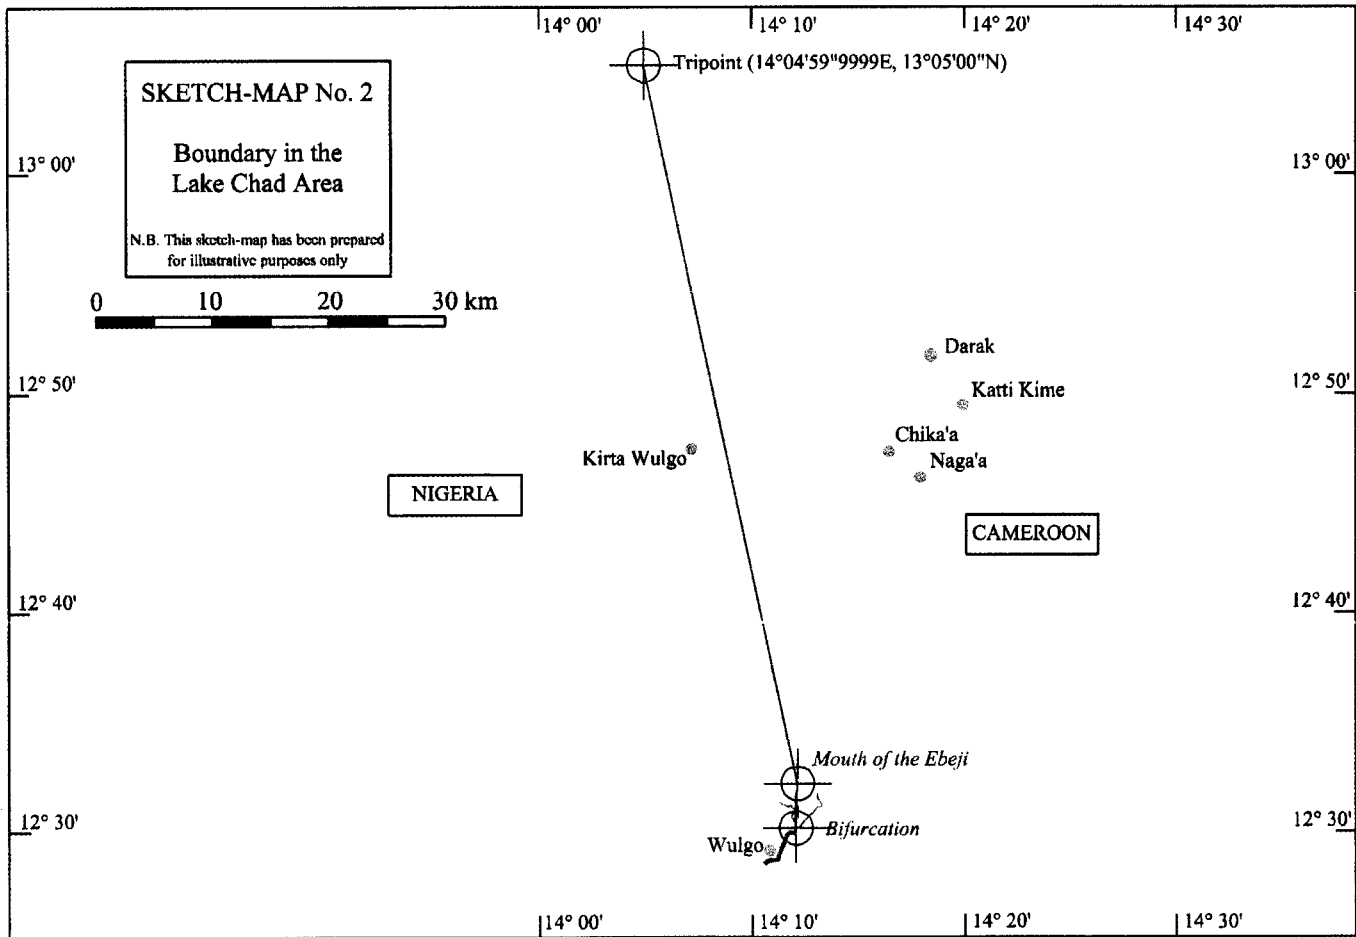 14° 00' 14° 10' 14° 20' 14° 30'
Tripoint (14°04'59"9999E, 13°05'00"N)
SKETCH-MAP No. 2
Boundary in the
Lake Chad Area
N.B. This sketch-map has been prepared
for illustrative purposes only
13° 00' 13° 00'
0 10 20 30 km
Darak
12° 50' 12° 50'
Katti Kime
Chika'a
Kirta Wulgo
Naga'a
NIGERIA
CAMEROON
12° 40' 12° 40'
Mouth of the Ebeji
12° 30' 12° 30'
Bifurcation
Wulgo
14° 00' 14° 10' 14° 20' 14° 30'